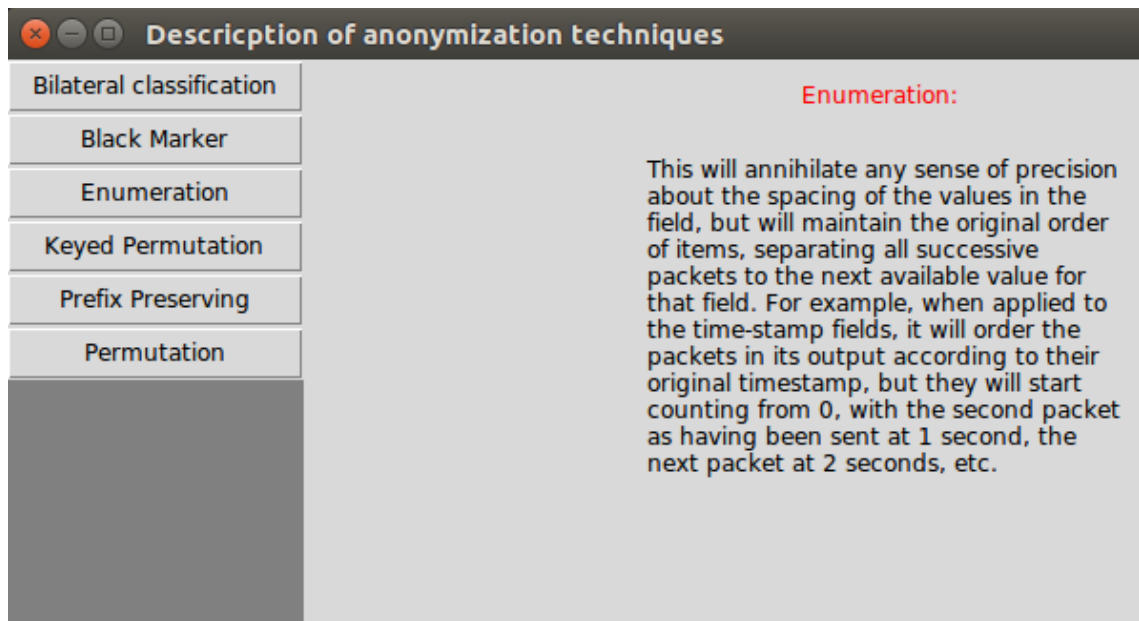 Descricption of anonymization techniques
Bilateral classification
Black Marker
Enumeration
Keyed Permutation
Prefix Preserving
Permutation
Enumeration:
This will annihilate any sense of precision
about the spacing of the values in the
field, but will maintain the original order
of items, separating all successive
packets to the next available value for
that field. For example, when applied to
the time-stamp fields, it will order the
packets in its output according to their
original timestamp, but they will start
counting from 0, with the second packet
as having been sent at 1 second, the
next packet at 2 seconds, etc.